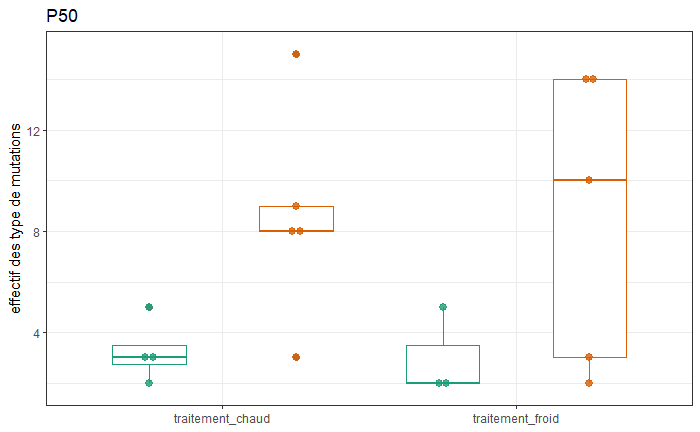 P50
effectif des type de mutations
12
8
4
traitement_chaud
traitement_froid